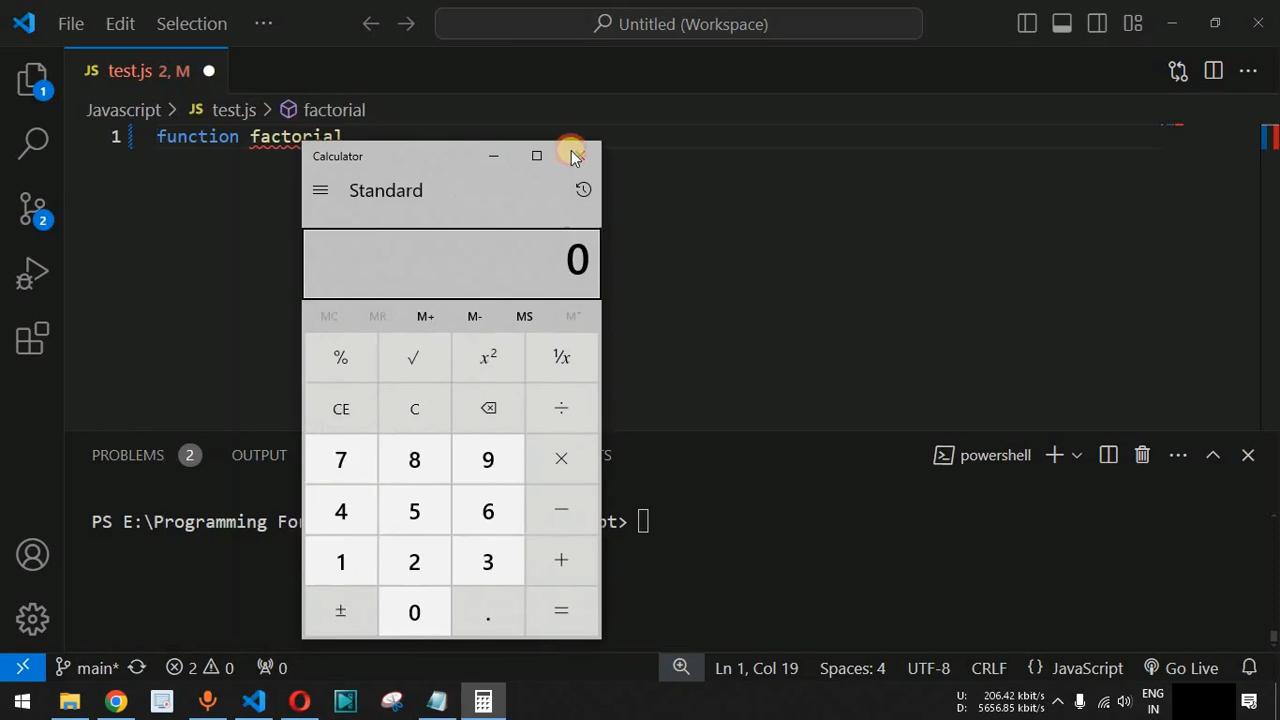 File Edit Selection ··· Untitled (Workspace)
JS test.js 2, M
Javascript > JS test.js > factorial
1 function factorial
Calculator
Standard
0
MC MR M+ M- MS M˅
% √ x² ¹/x
CE C ÷
7 8 9 ×
4 5 6 −
1 2 3 +
± 0 . =
PROBLEMS 2 OUTPUT TS powershell
PS E:\Programming Fo pt>
1
2
main* 2 0 0 Ln 1, Col 19 Spaces: 4 UTF-8 CRLF {} JavaScript Go Live
U: 206.42 kbit/s
D: 5656.85 kbit/s
ENG
IN